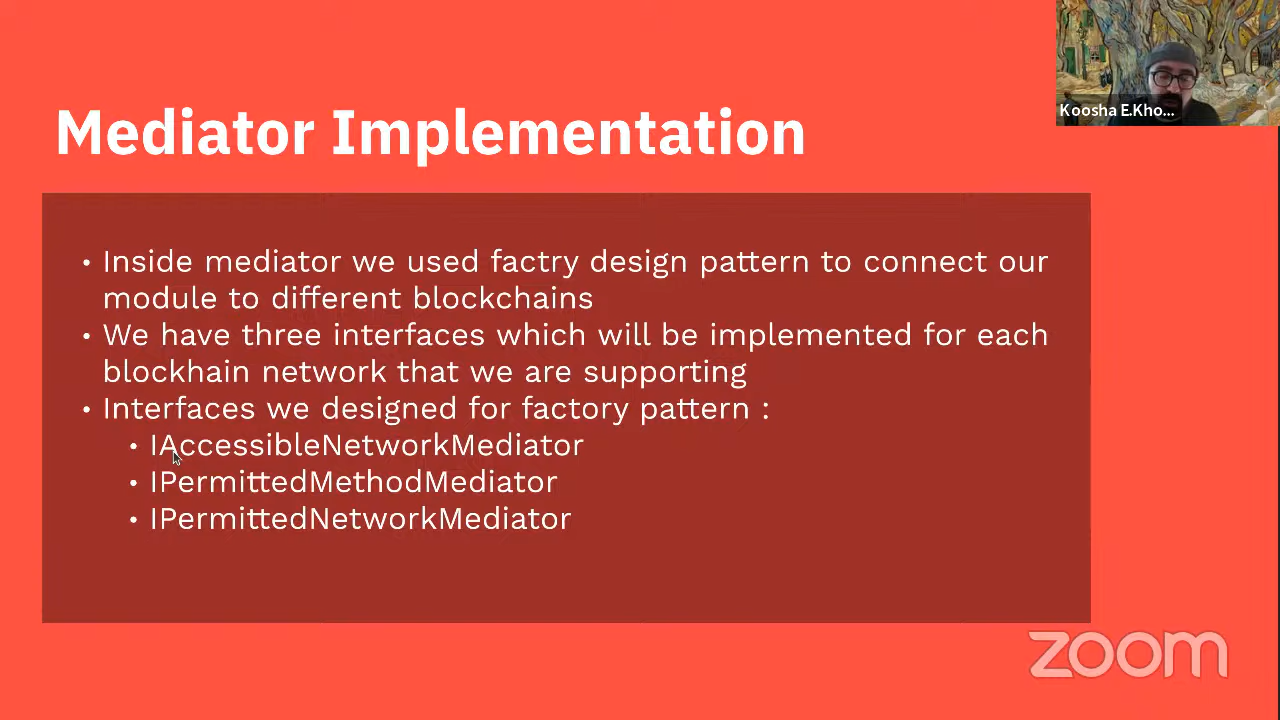 Koosha E.Kho...
Mediator Implementation
• Inside mediator we used factry design pattern to connect our
module to different blockchains
• We have three interfaces which will be implemented for each
blockhain network that we are supporting
• Interfaces we designed for factory pattern :
• IAccessibleNetworkMediator
• IPermittedMethodMediator
• IPermittedNetworkMediator
zoom